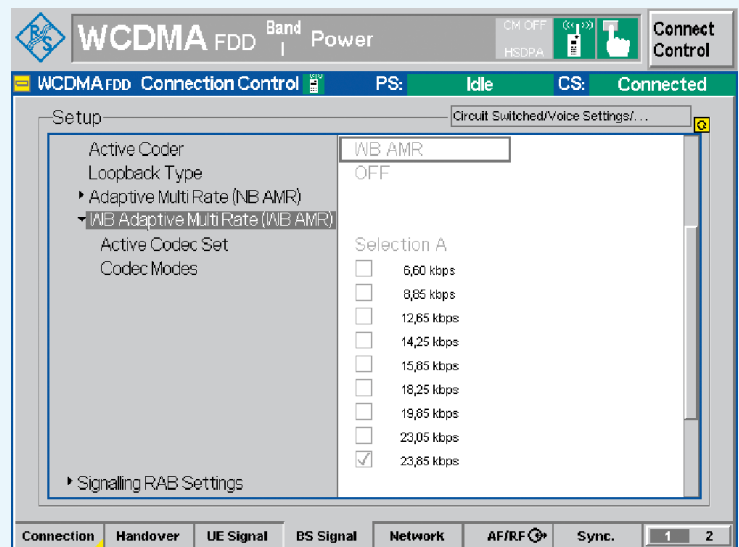 R&S WCDMA FDD Band I Power CM OFF HSDPA Connect Control
WCDMA FDD Connection Control PS: Idle CS: Connected
Setup Circuit Switched/Voice Settings/...
Active Coder WB AMR
Loopback Type OFF
Adaptive Multi Rate (NB AMR)
WB Adaptive Multi Rate (WB AMR)
Active Codec Set Selection A
Codec Modes 6,60 kbps
8,85 kbps
12,65 kbps
14,25 kbps
15,85 kbps
18,25 kbps
19,85 kbps
23,05 kbps
23,85 kbps
Signalling RAB Settings
Connection Handover UE Signal BS Signal Network AF/RF Sync. 1 2